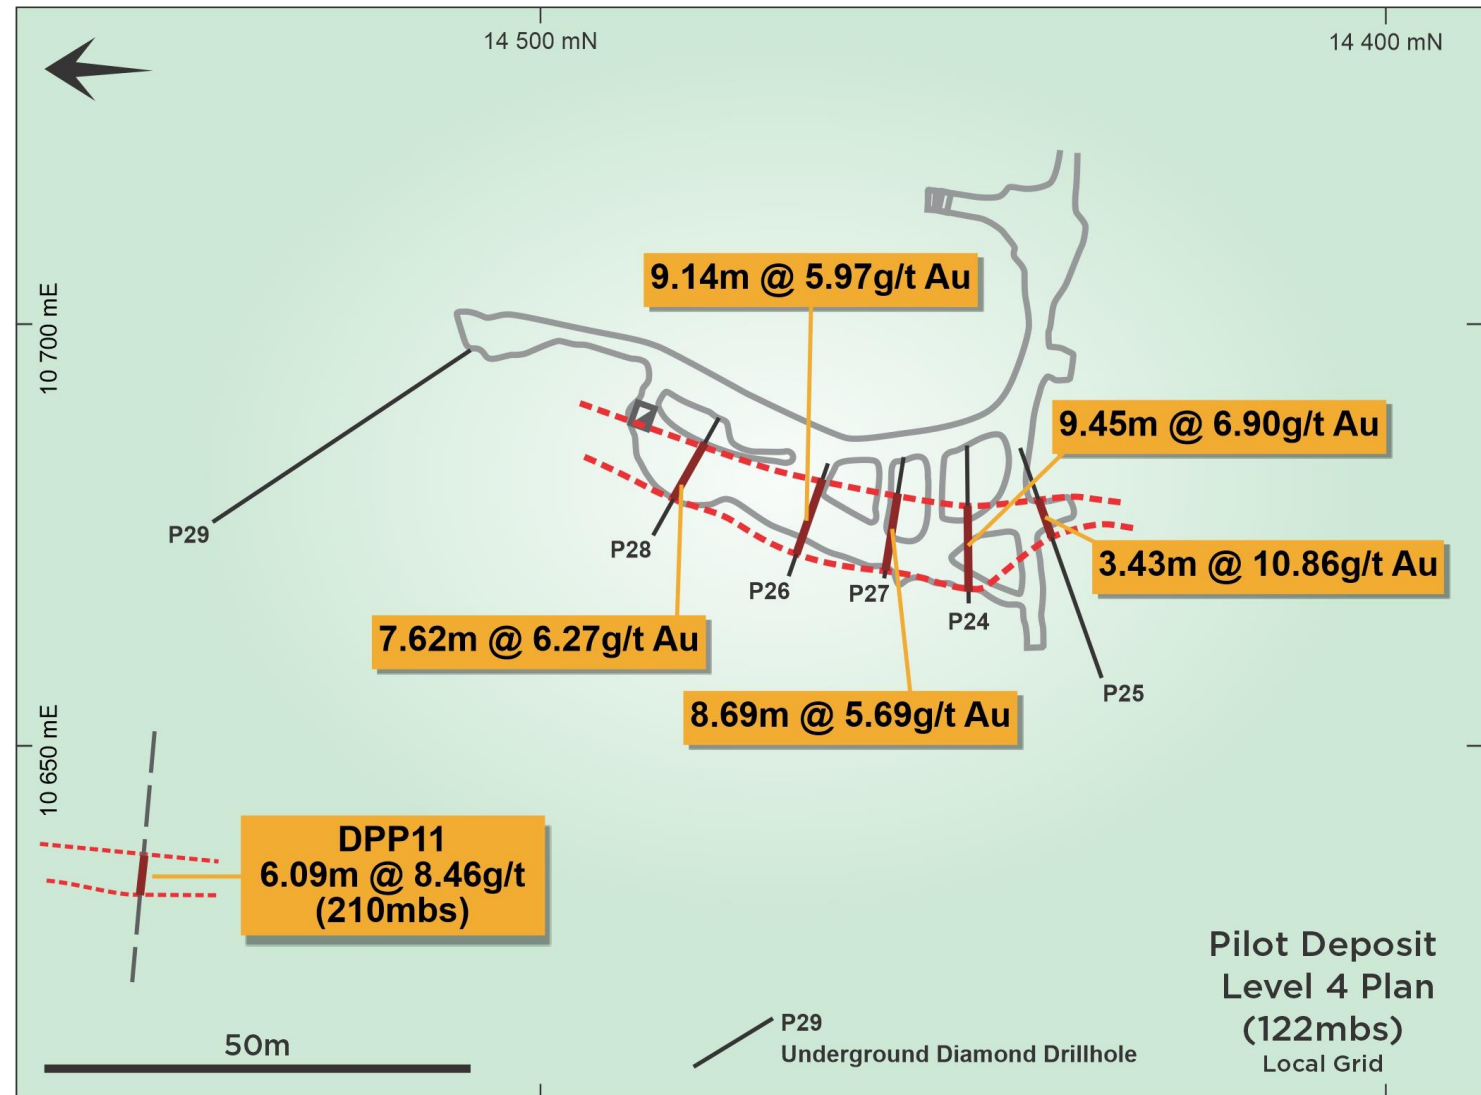 14 500 mN
14 400 mN
10 700 mE
9.14m @ 5.97g/t Au
9.45m @ 6.90g/t Au
P29
P28
P26
P27
P24
3.43m @ 10.86g/t Au
7.62m @ 6.27g/t Au
8.69m @ 5.69g/t Au
P25
10 650 mE
DPP11
6.09m @ 8.46g/t
(210mbs)
50m
P29
Underground Diamond Drillhole
Pilot Deposit
Level 4 Plan
(122mbs)
Local Grid